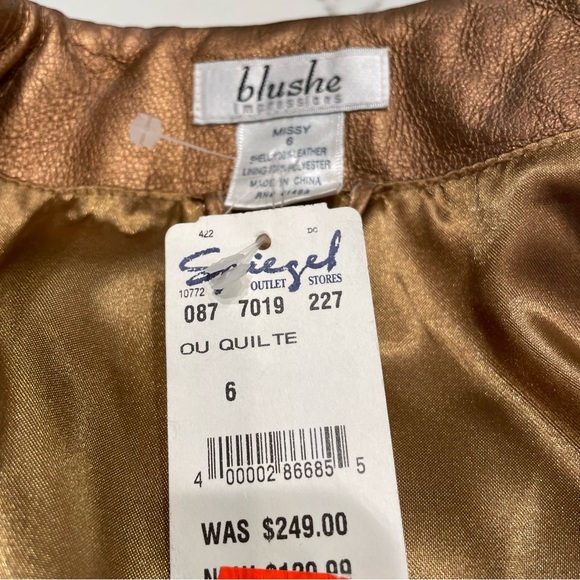 blushe
impressions
MISSY
6
SHELL 100% LEATHER
LINING 100% POLYESTER
MADE IN CHINA
422 DC
Spiegel
10772 OUTLET STORES
087 7019 227
OU QUILTE
6
4 00002 86685 5
WAS $249.00